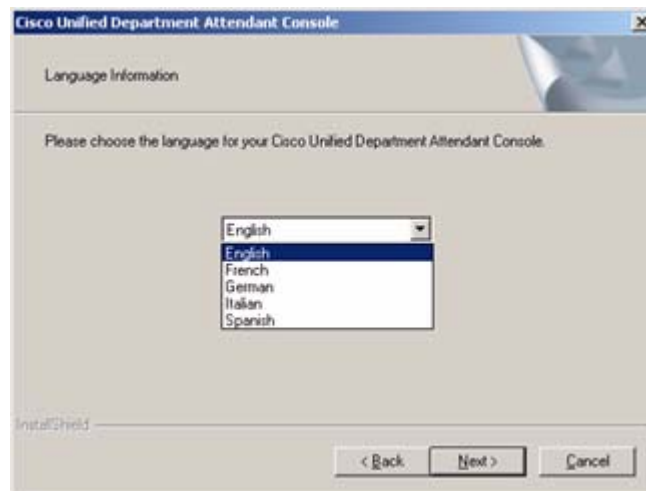 Cisco Unified Department Attendant Console
Language Information
Please choose the language for your Cisco Unified Department Attendant Console.
English
English
French
German
Italian
Spanish
InstallShield
< Back
Next >
Cancel